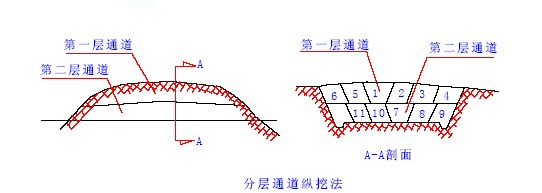 第一层通道
第二层通道
A
A
第一层通道
第二层通道
6 5 1 2 3 4
11 10 7 8 9
A-A剖面
分层通道纵挖法